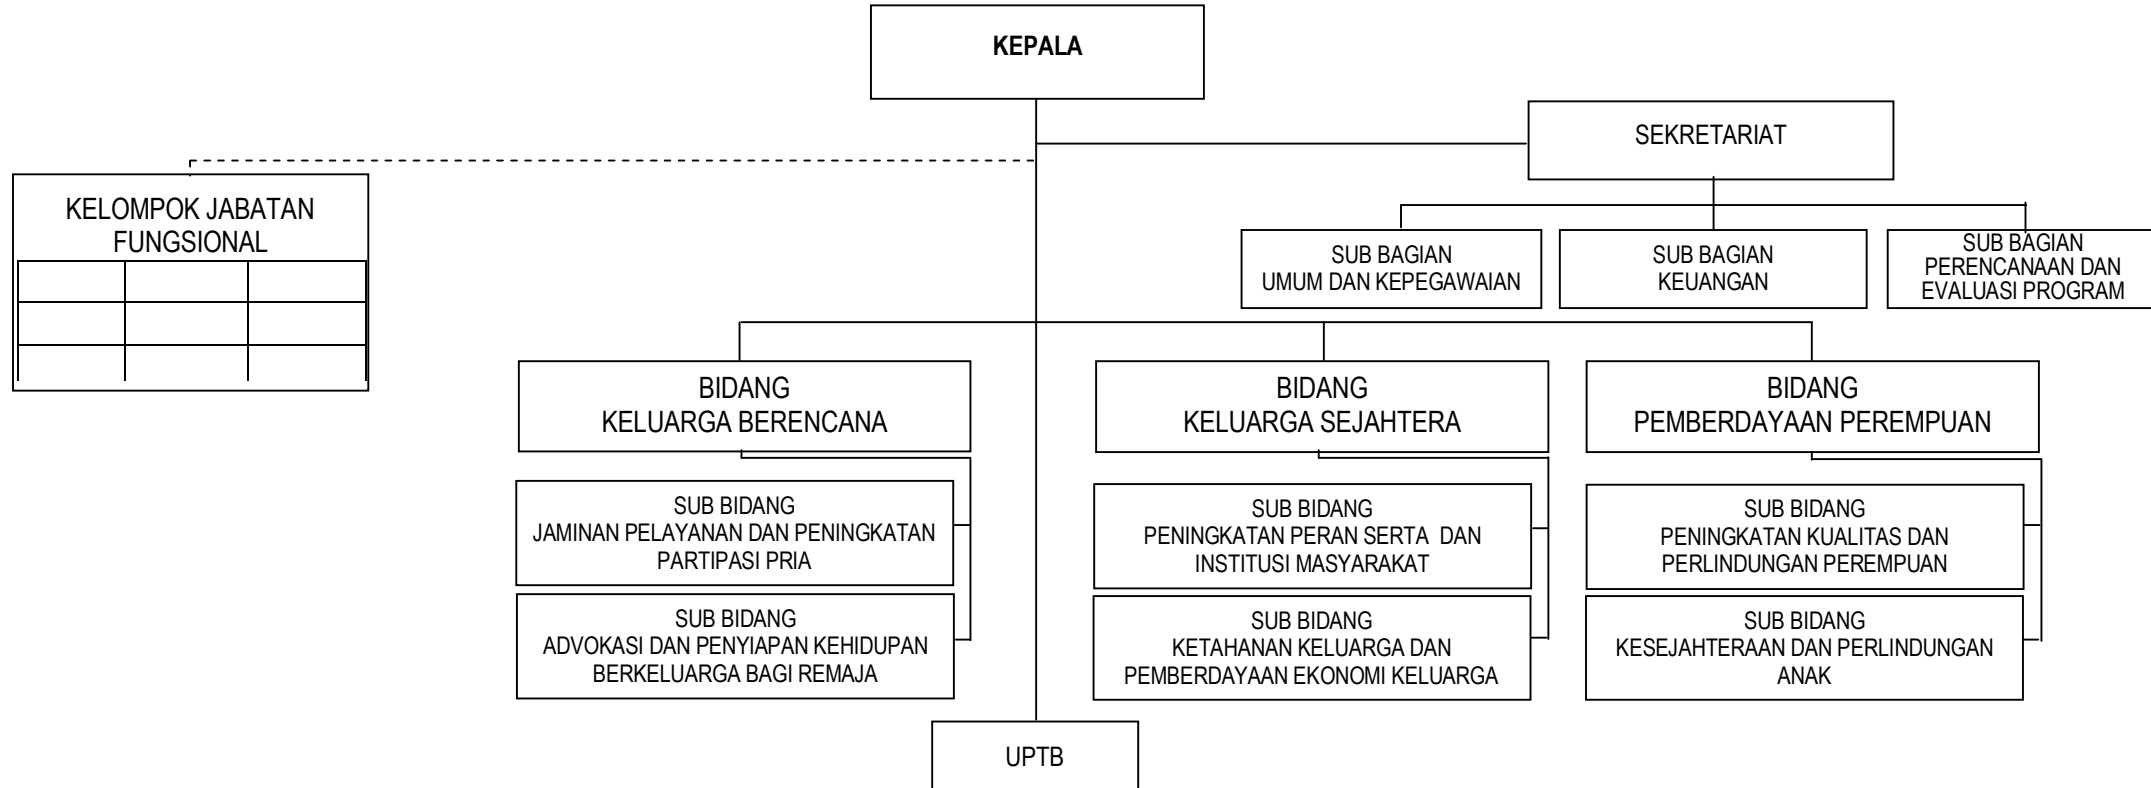 KEPALA
SEKRETARIAT
KELOMPOK JABATAN
FUNGSIONAL
SUB BAGIAN
UMUM DAN KEPEGAWAIAN
SUB BAGIAN
KEUANGAN
SUB BAGIAN
PERENCANAAN DAN
EVALUASI PROGRAM
BIDANG
KELUARGA BERENCANA
BIDANG
KELUARGA SEJAHTERA
BIDANG
PEMBERDAYAAN PEREMPUAN
SUB BIDANG
JAMINAN PELAYANAN DAN PENINGKATAN
PARTIPASI PRIA
SUB BIDANG
PENINGKATAN PERAN SERTA DAN
INSTITUSI MASYARAKAT
SUB BIDANG
PENINGKATAN KUALITAS DAN
PERLINDUNGAN PEREMPUAN
SUB BIDANG
ADVOKASI DAN PENYIAPAN KEHIDUPAN
BERKELUARGA BAGI REMAJA
SUB BIDANG
KETAHANAN KELUARGA DAN
PEMBERDAYAAN EKONOMI KELUARGA
SUB BIDANG
KESEJAHTERAAN DAN PERLINDUNGAN
ANAK
UPTB